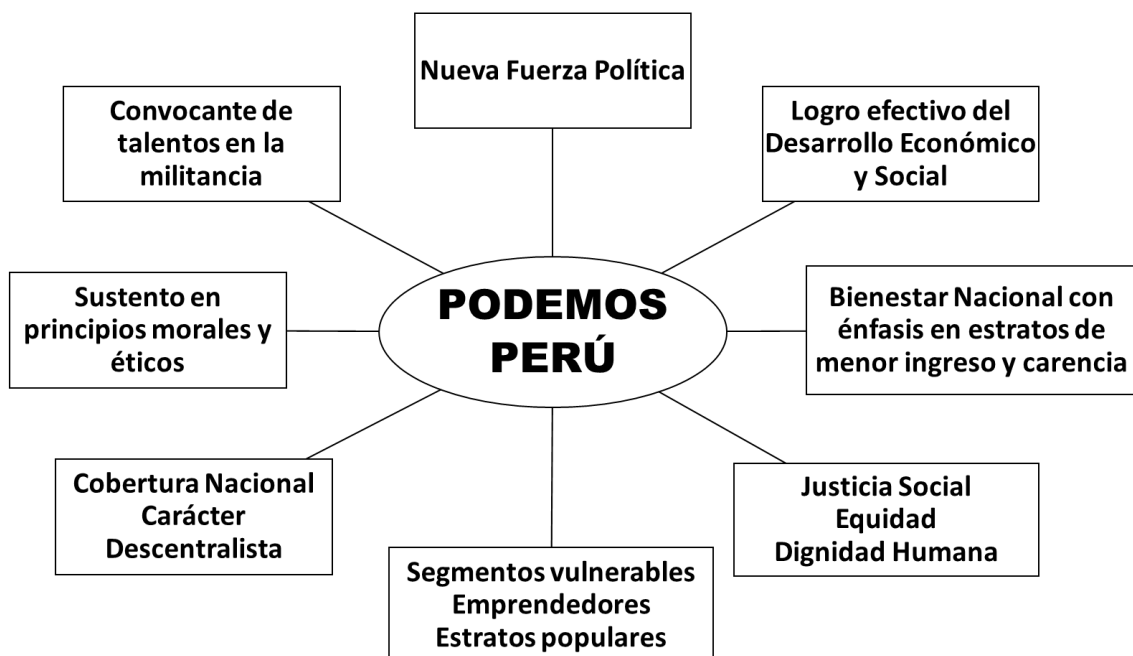 Nueva Fuerza Política
Convocante de
talentos en la
militancia
Logro efectivo del
Desarrollo Económico
y Social
Sustento en
principios morales y
éticos
PODEMOS
PERÚ
Bienestar Nacional con
énfasis en estratos de
menor ingreso y carencia
Cobertura Nacional
Carácter
Descentralista
Segmentos vulnerables
Emprendedores
Estratos populares
Justicia Social
Equidad
Dignidad Humana